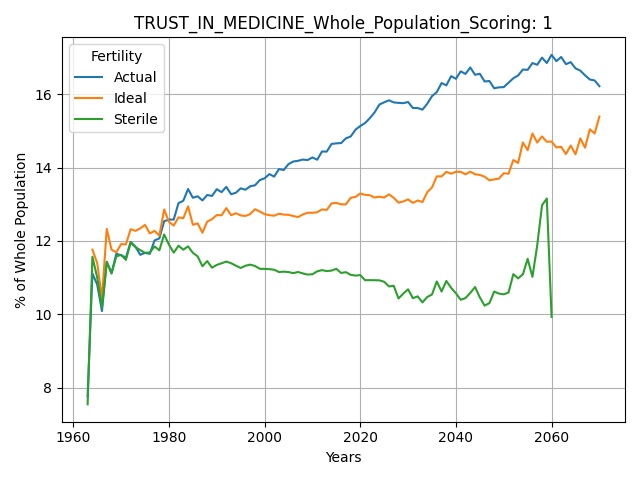 TRUST_IN_MEDICINE_Whole_Population_Scoring: 1
Fertility
Actual
Ideal
Sterile
% of Whole Population
16
14
12
10
8
1960 1980 2000 2020 2040 2060
Years